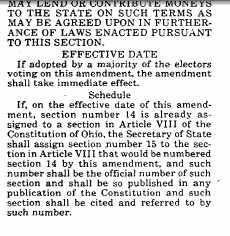 MAY LEND OR CONTRIBUTE MONEYS
TO THE STATE ON SUCH TERMS AS
MAY BE AGREED UPON IN FURTHER-
ANCE OF LAWS ENACTED PURSUANT
TO THIS SECTION.
EFFECTIVE DATE
If adopted by a majority of the electors
voting on this amendment, the amendment
shall take immediate effect.
Schedule
If, on the effective date of this amend-
ment, section number 14 is already as-
signed to a section in Article VIII of the
Constitution of Ohio, the Secretary of State
shall assign section number 15 to the sec-
tion in Article VIII that would be numbered
section 14 by this amendment, and such
number shall be the official number of such
section and shall be so published in any
publication of the Constitution and such
section shall be cited and referred to by
such number.